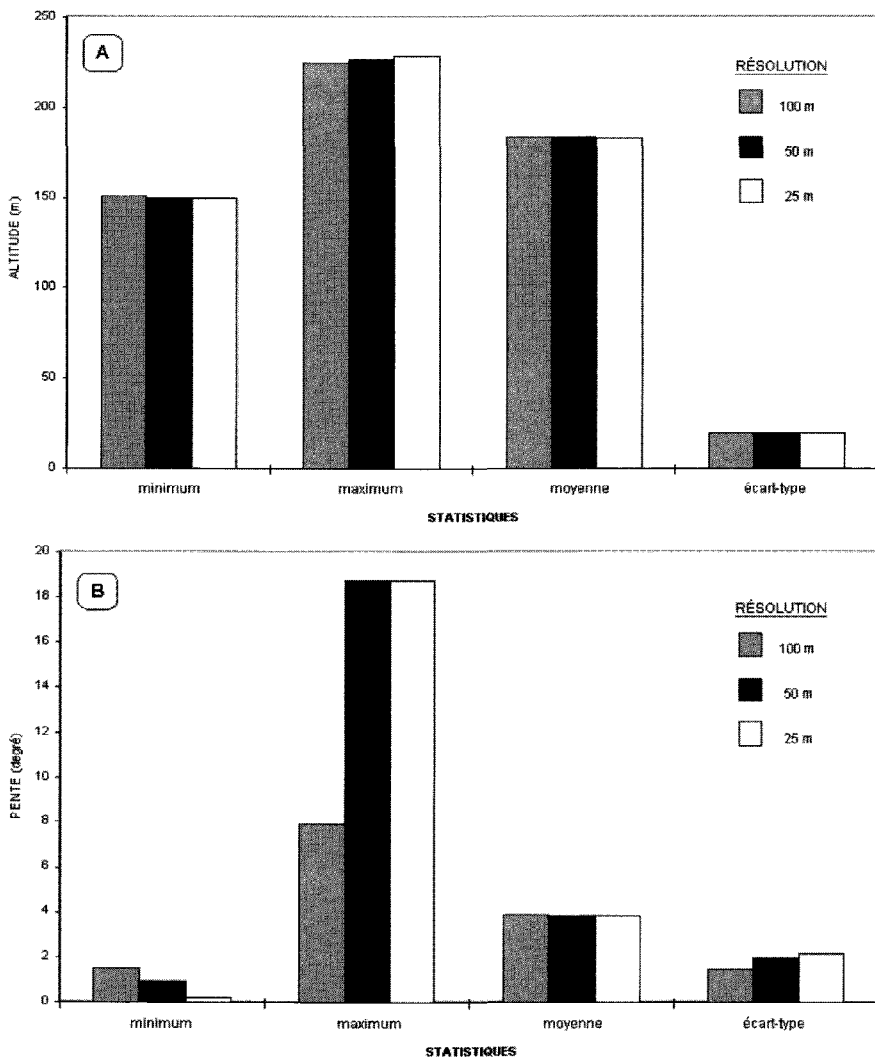 A
250
200
150
100
50
0
ALTITUDE (m)
RÉSOLUTION
100 m
50 m
25 m
minimum maximum moyenne écart-type
STATISTIQUES
B
20
18
16
14
12
10
8
6
4
2
0
PENTE (degré)
RÉSOLUTION
100 m
50 m
25 m
minimum maximum moyenne écart-type
STATISTIQUES